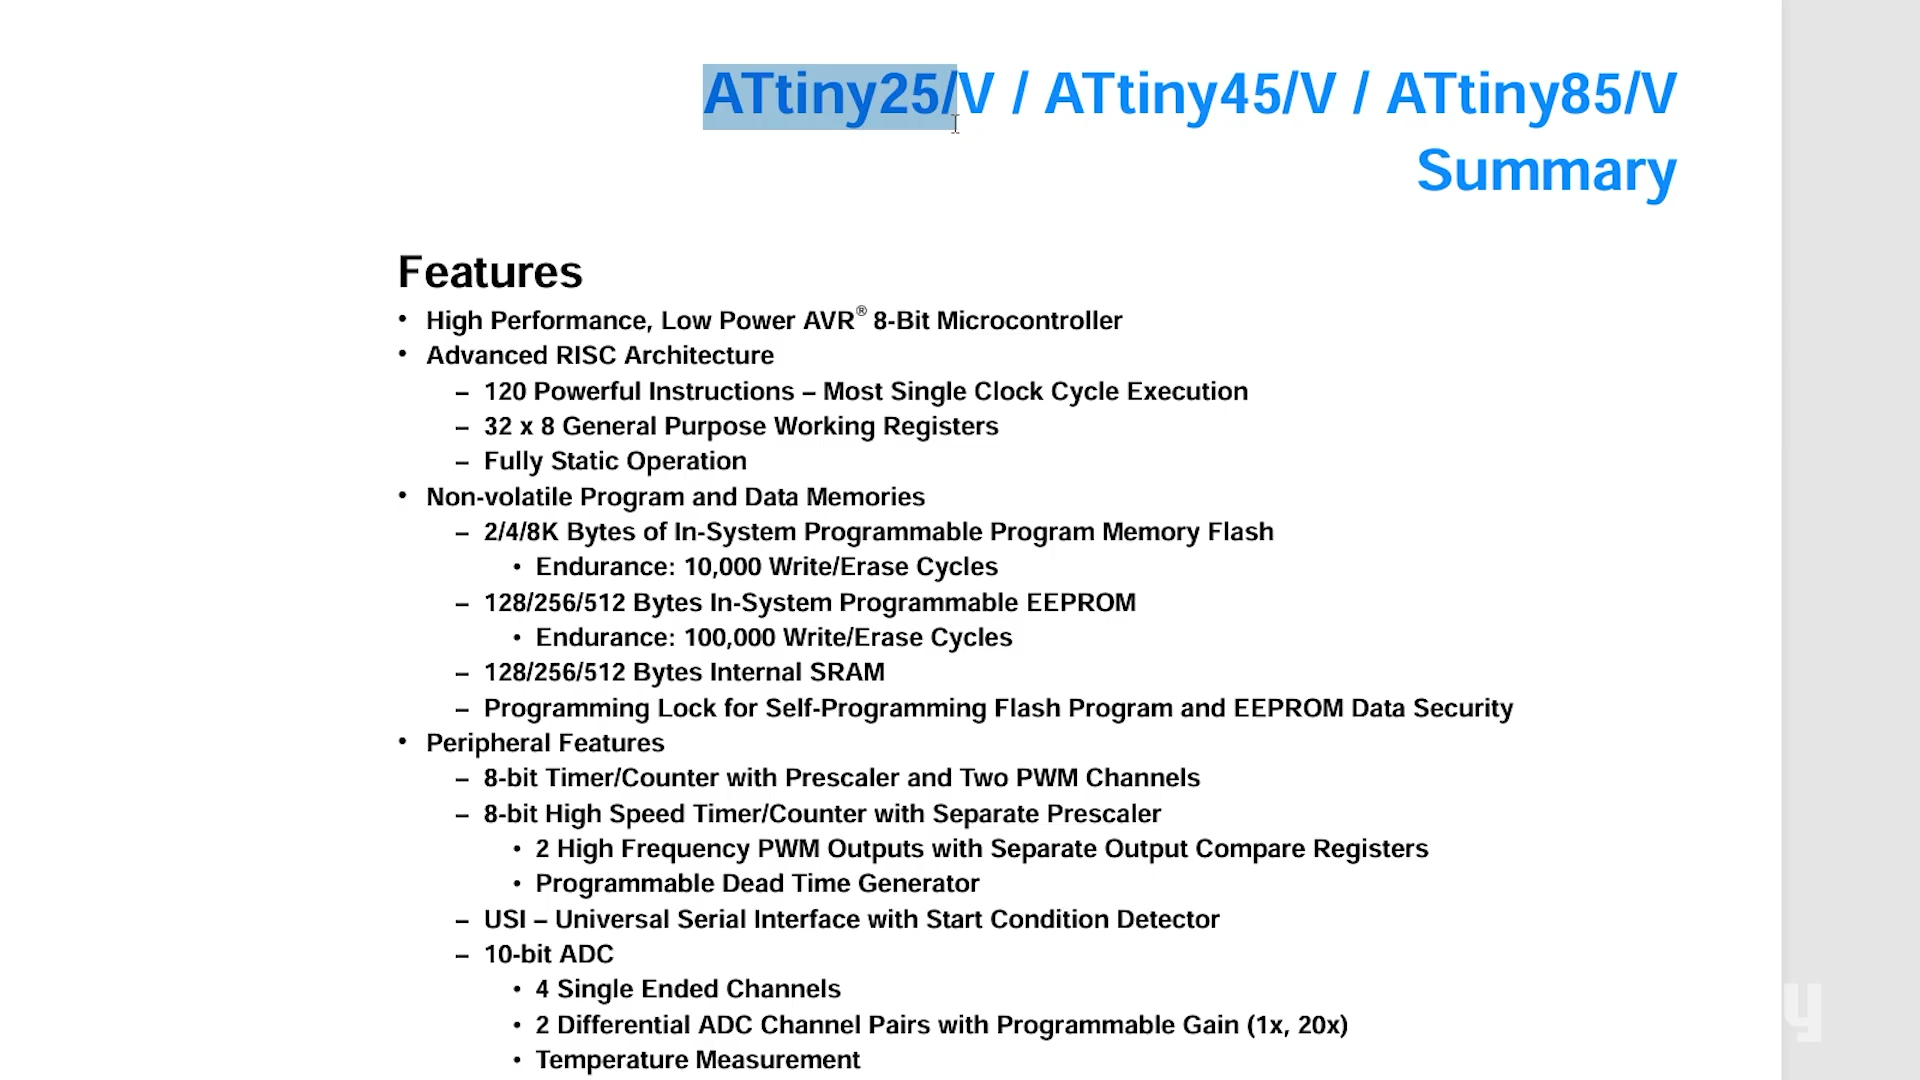 ATtiny25/V / ATtiny45/V / ATtiny85/V
Summary
Features
• High Performance, Low Power AVR® 8-Bit Microcontroller
• Advanced RISC Architecture
– 120 Powerful Instructions – Most Single Clock Cycle Execution
– 32 x 8 General Purpose Working Registers
– Fully Static Operation
• Non-volatile Program and Data Memories
– 2/4/8K Bytes of In-System Programmable Program Memory Flash
• Endurance: 10,000 Write/Erase Cycles
– 128/256/512 Bytes In-System Programmable EEPROM
• Endurance: 100,000 Write/Erase Cycles
– 128/256/512 Bytes Internal SRAM
– Programming Lock for Self-Programming Flash Program and EEPROM Data Security
• Peripheral Features
– 8-bit Timer/Counter with Prescaler and Two PWM Channels
– 8-bit High Speed Timer/Counter with Separate Prescaler
• 2 High Frequency PWM Outputs with Separate Output Compare Registers
• Programmable Dead Time Generator
– USI – Universal Serial Interface with Start Condition Detector
– 10-bit ADC
• 4 Single Ended Channels
• 2 Differential ADC Channel Pairs with Programmable Gain (1x, 20x)
• Temperature Measurement